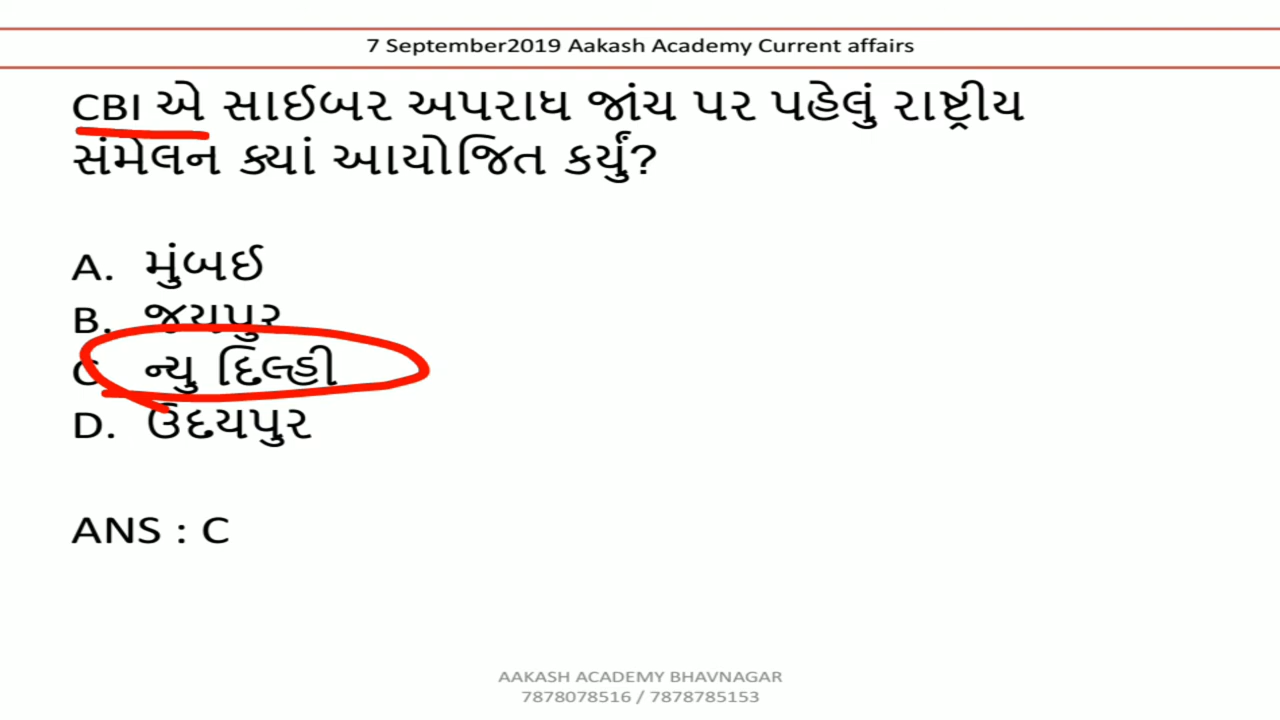 7 September2019 Aakash Academy Current affairs
CBI એ સાઈબર અપરાધ જાંચ પર પહેલું રાષ્ટ્રીય
સંમેલન ક્યાં આયોજિત કર્યું?
A. મુંબઈ
B. જયપુર
C. ન્યુ દિલ્હી
D. ઉદયપુર
ANS : C
AAKASH ACADEMY BHAVNAGAR
7878078516 / 7878785153